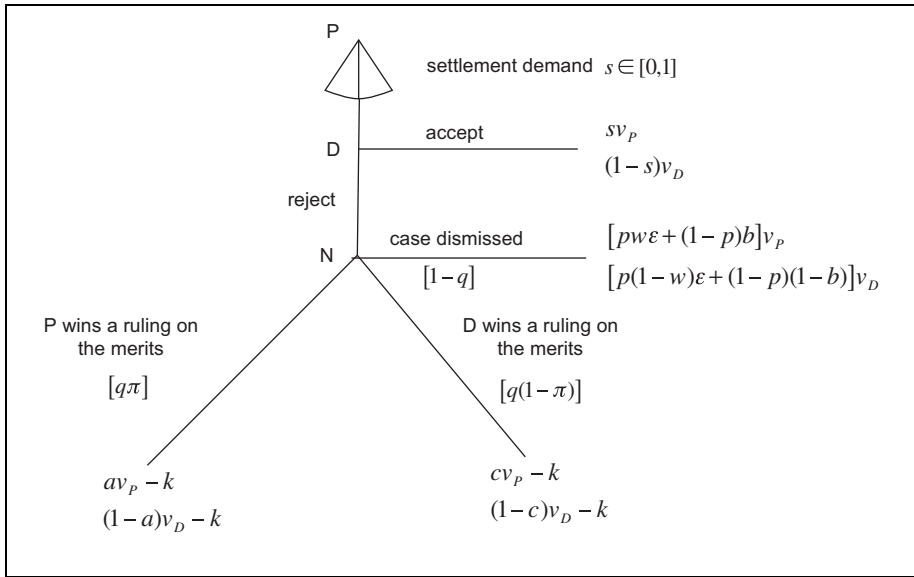 P
settlement demand s ∈ [0,1]
accept
D
sv_P
(1−s)v_D
reject
case dismissed
N
[1−q]
[pwε + (1−p)b]v_P
[p(1−w)ε + (1−p)(1−b)]v_D
P wins a ruling on
the merits
[qπ]
D wins a ruling on
the merits
[q(1−π)]
av_P − k
(1−a)v_D − k
cv_P − k
(1−c)v_D − k